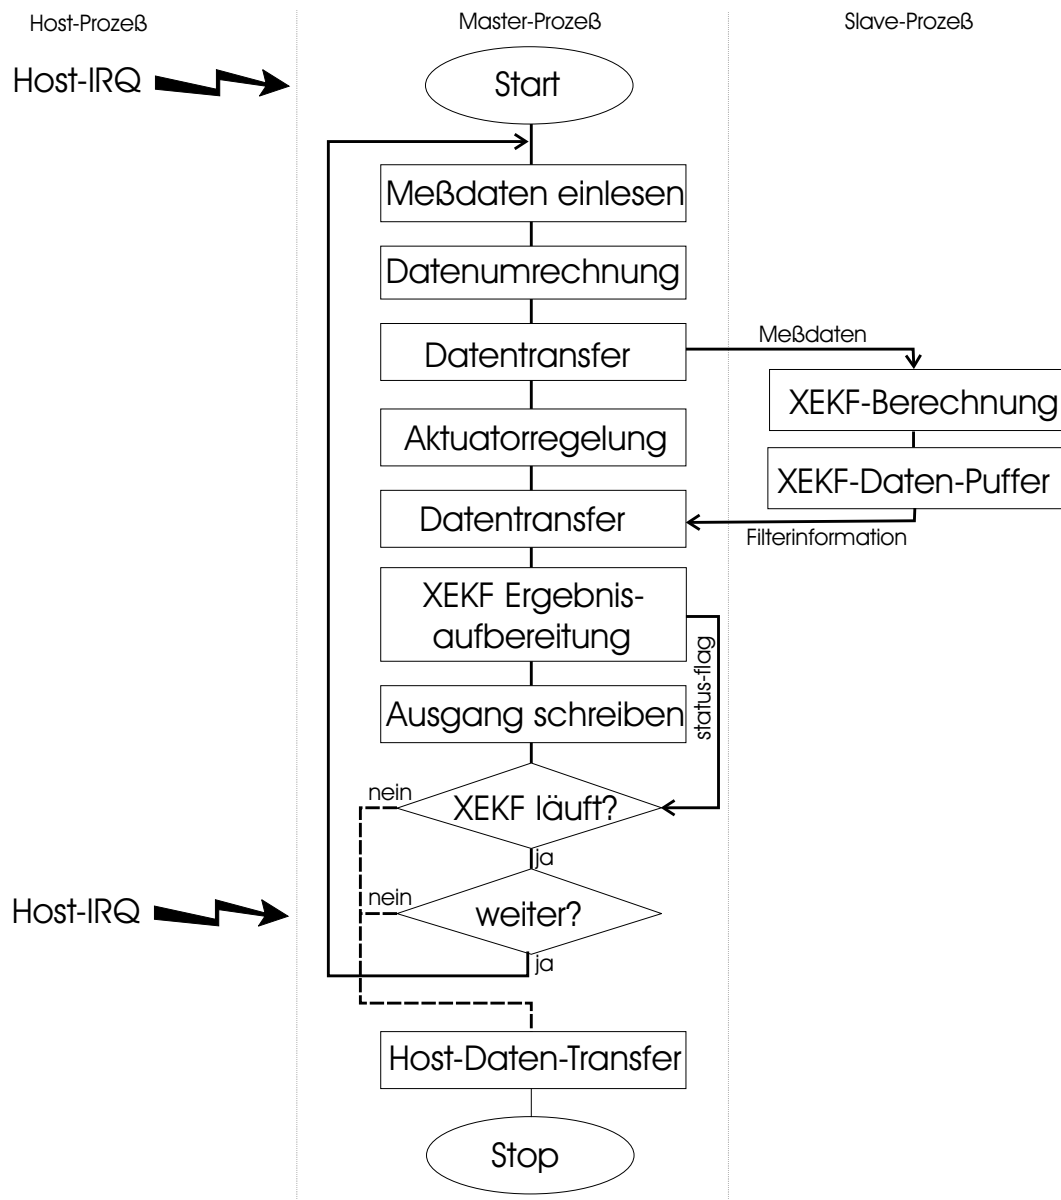 Host-Prozeß
Master-Prozeß
Slave-Prozeß
Host-IRQ
Start
Meßdaten einlesen
Datenumrechnung
Datentransfer
Meßdaten
XEKF-Berechnung
Aktuatorregelung
XEKF-Daten-Puffer
Datentransfer
Filterinformation
XEKF Ergebnis-
aufbereitung
status-flag
Ausgang schreiben
nein
XEKF läuft?
ja
nein
Host-IRQ
weiter?
ja
Host-Daten-Transfer
Stop